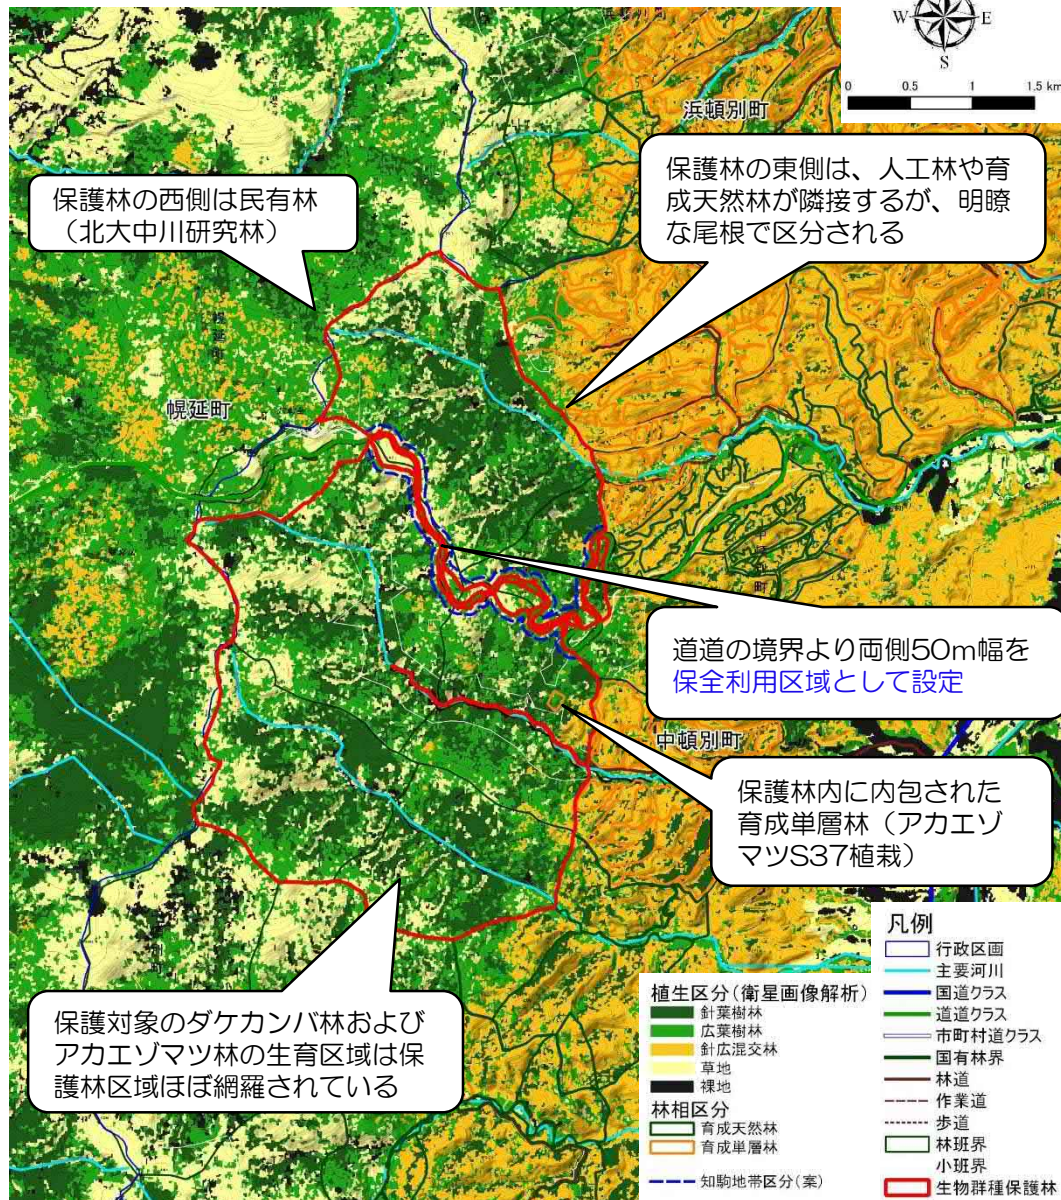 W E
S
0 0.5 1 1.5 km
浜頓別町
保護林の西側は民有林
（北大中川研究林）
保護林の東側は、人工林や育
成天然林が隣接するが、明瞭
な尾根で区分される
幌延町
幌延町
道道の境界より両側50m幅を
保全利用区域として設定
中頓別町
保護林内に内包された
育成単層林（アカエゾ
マツS37植栽）
保護対象のダケカンバ林および
アカエゾマツ林の生育区域は保
護林区域ほぼ網羅されている
植生区分(衛星画像解析)
針葉樹林
広葉樹林
針広混交林
草地
裸地
林相区分
育成天然林
育成単層林
知駒地帯区分(案)
凡例
行政区画
主要河川
国道クラス
道道クラス
市町村道クラス
国有林界
林道
作業道
歩道
林班界
小班界
生物群種保護林